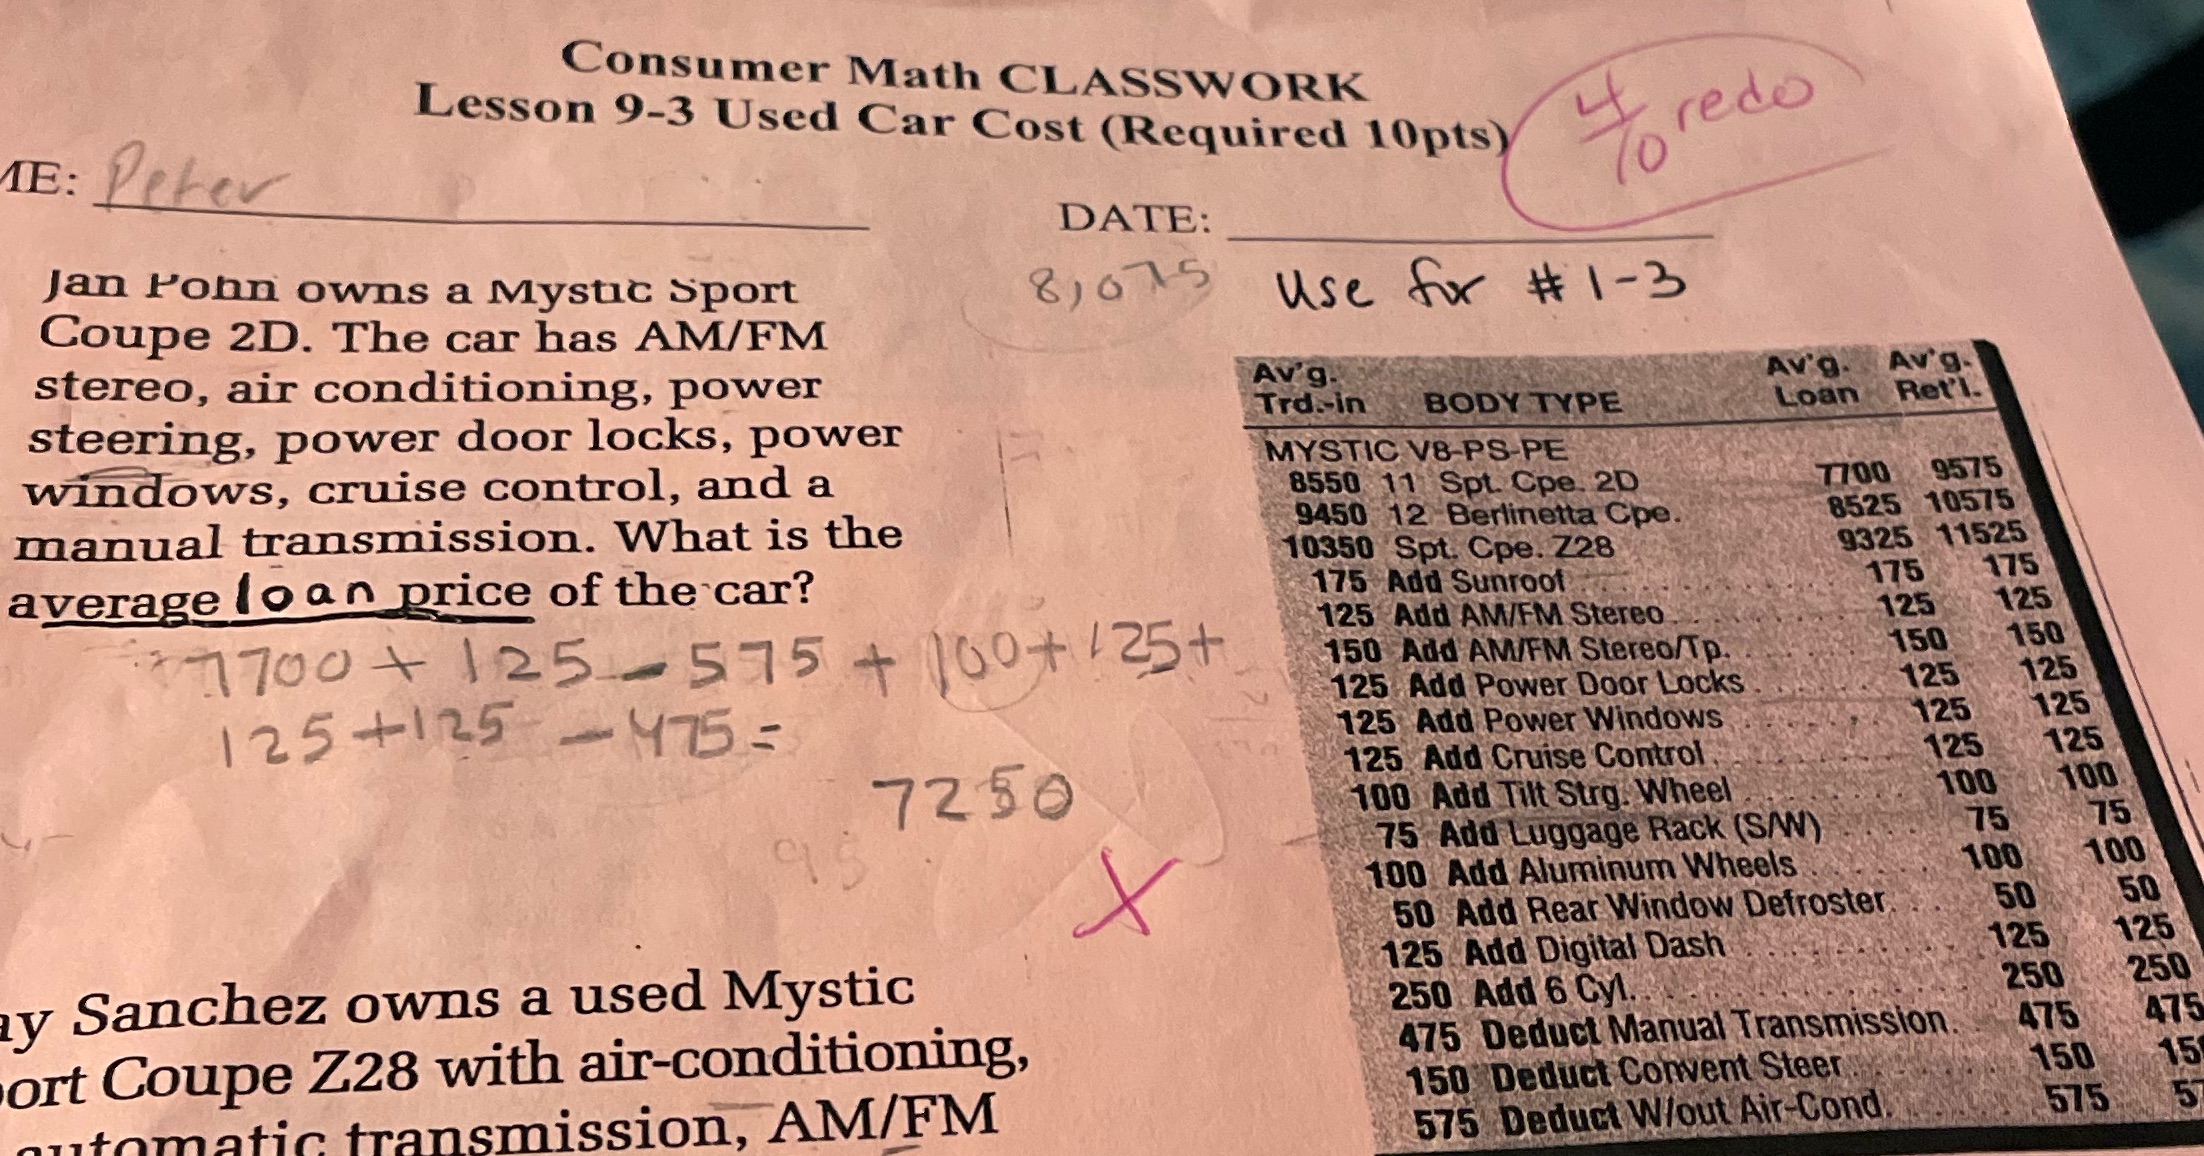 Consumer Math CLASSWORK
Lesson 9-3 Used Car Cost (Required 10pts)
4/10 redo
ME: Peter
DATE:
8,075 Use for #1-3
Jan Pohn owns a Mystic Sport
Coupe 2D. The car has AM/FM
stereo, air conditioning, power
steering, power door locks, power
windows, cruise control, and a
manual transmission. What is the
average loan price of the car?
7700 + 125 - 575 + 100 + 125 +
125 + 125 - 475 =
7250
95
X
ay Sanchez owns a used Mystic
port Coupe Z28 with air-conditioning,
automatic transmission, AM/FM
Av'g. Trd.-in BODY TYPE Av'g. Loan Av'g. Ret'l.
MYSTIC V8-PS-PE
8550 11 Spt. Cpe. 2D 7700 9575
9450 12 Berlinetta Cpe. 8525 10575
10350 Spt. Cpe. Z28 9325 11525
175 Add Sunroof 175 175
125 Add AM/FM Stereo 125 125
150 Add AM/FM Stereo/Tp. 150 150
125 Add Power Door Locks 125 125
125 Add Power Windows 125 125
125 Add Cruise Control 125 125
100 Add Tilt Strg. Wheel 100 100
75 Add Luggage Rack (S/W) 75 75
100 Add Aluminum Wheels 100 100
50 Add Rear Window Defroster 50 50
125 Add Digital Dash 125 125
250 Add 6 Cyl. 250 250
475 Deduct Manual Transmission. 475 475
150 Deduct Convent Steer 150 15
575 Deduct W/out Air-Cond. 575 5